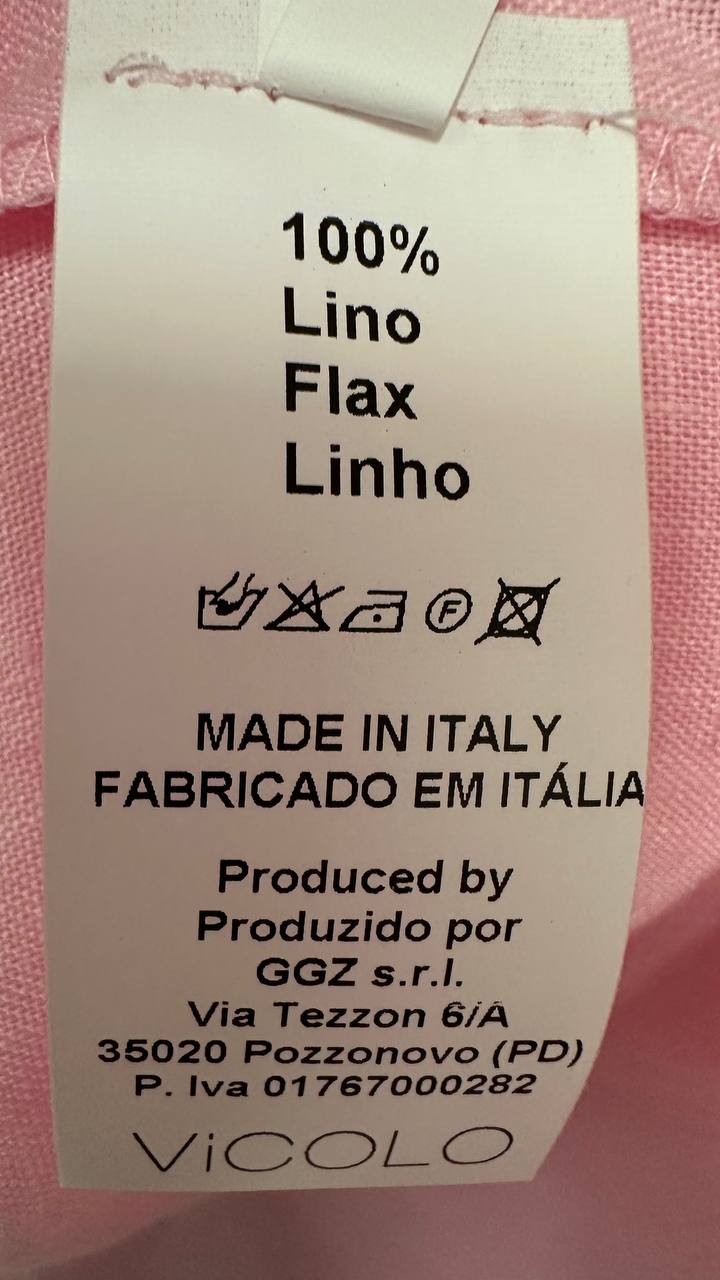 100%
Lino
Flax
Linho
F
MADE IN ITALY
FABRICADO EM ITÁLIA
Produced by
Produzido por
GGZ s.r.l.
Via Tezzon 6/A
35020 Pozzonovo (PD)
P. Iva 01767000282
ViCOLO